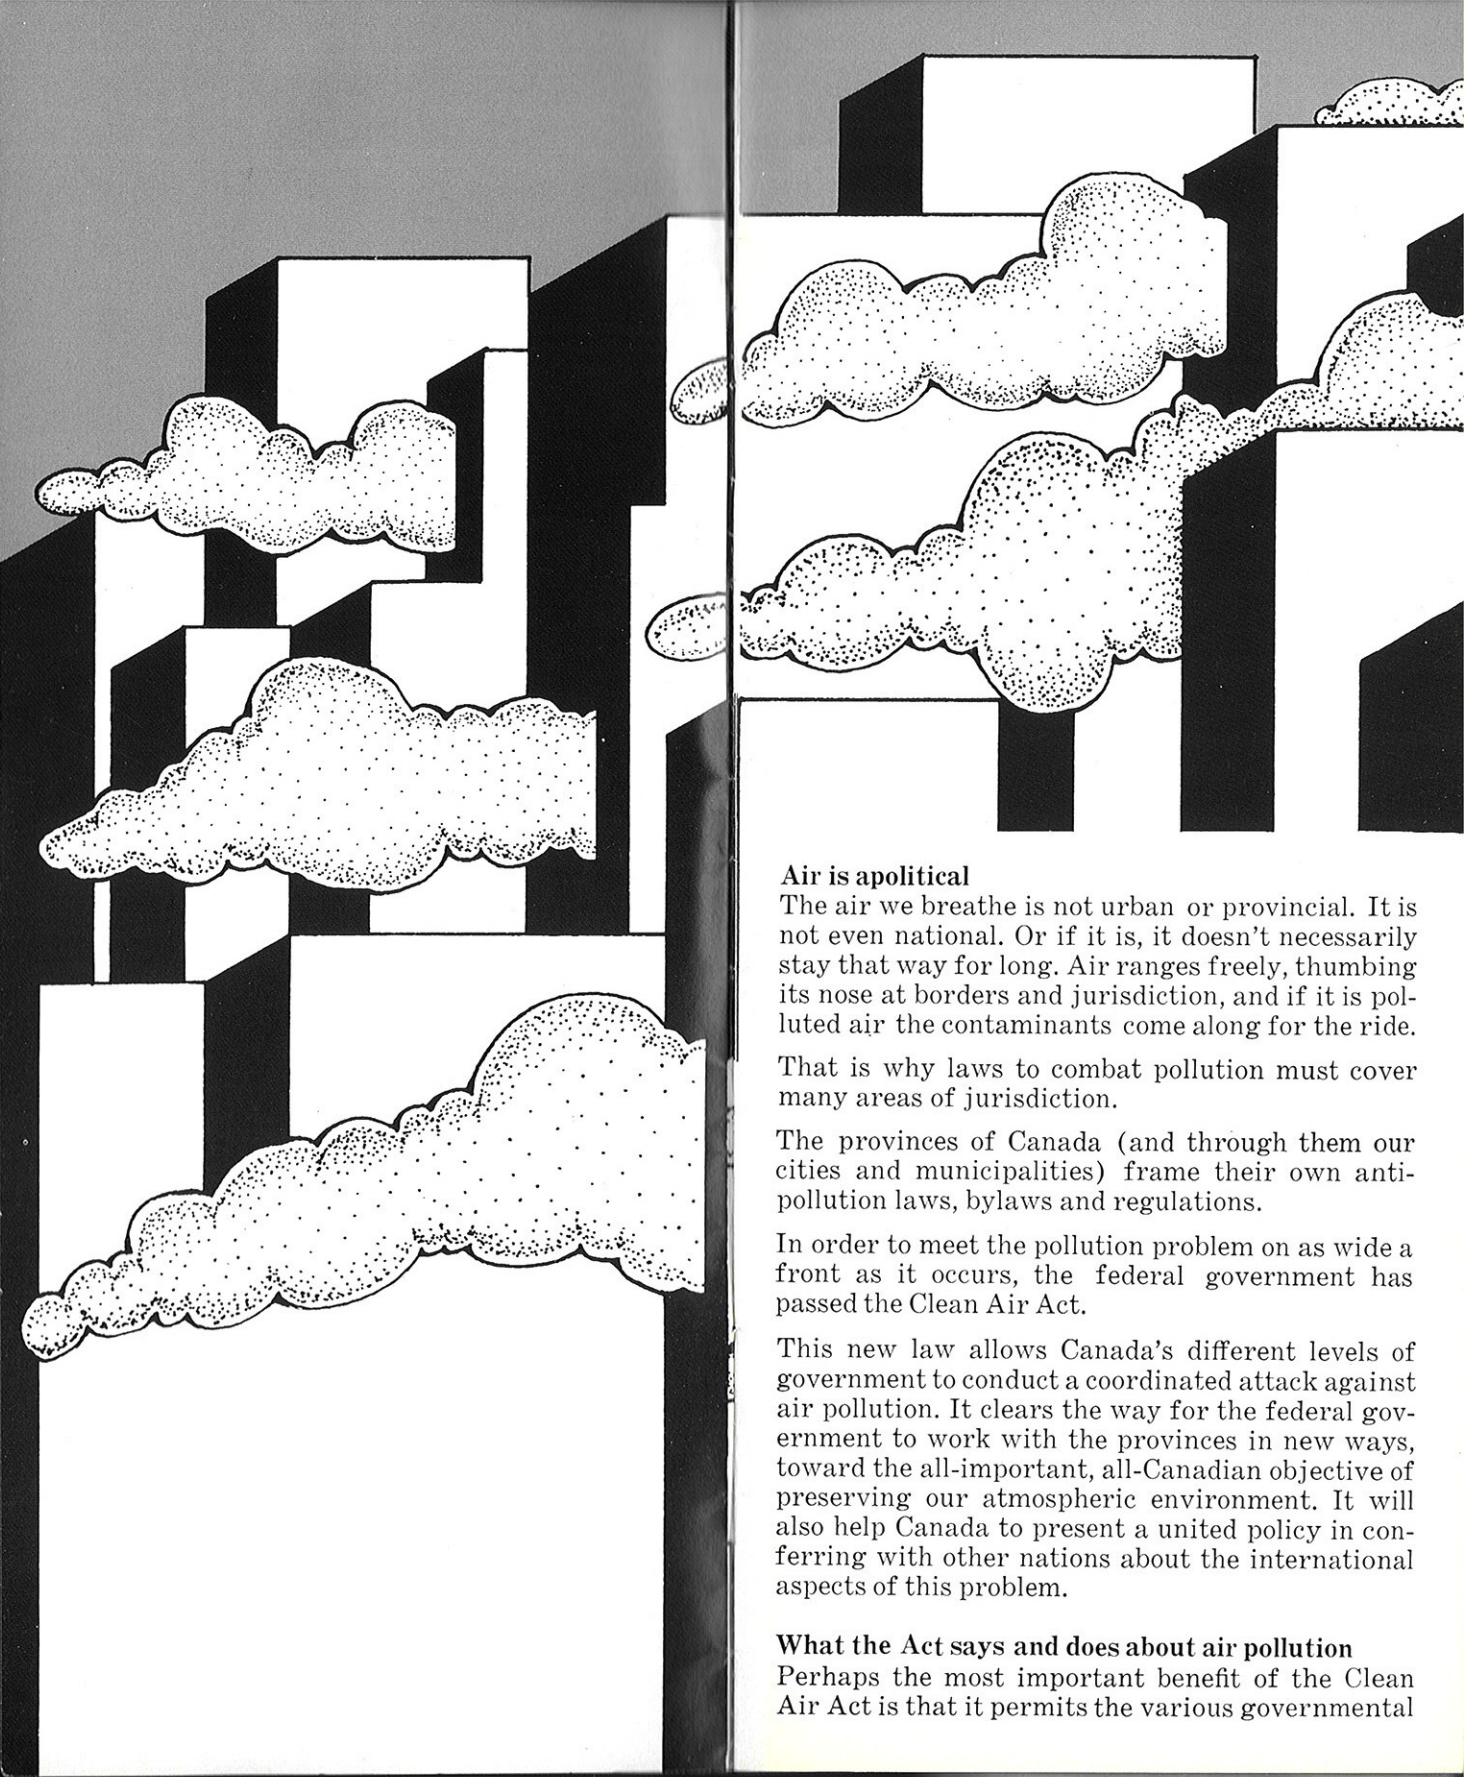 Air is apolitical
The air we breathe is not urban or provincial. It is
not even national. Or if it is, it doesn't necessarily
stay that way for long. Air ranges freely, thumbing
its nose at borders and jurisdiction, and if it is pol-
luted air the contaminants come along for the ride.
That is why laws to combat pollution must cover
many areas of jurisdiction.
The provinces of Canada (and through them our
cities and municipalities) frame their own anti-
pollution laws, bylaws and regulations.
In order to meet the pollution problem on as wide a
front as it occurs, the federal government has
passed the Clean Air Act.
This new law allows Canada's different levels of
government to conduct a coordinated attack against
air pollution. It clears the way for the federal gov-
ernment to work with the provinces in new ways,
toward the all-important, all-Canadian objective of
preserving our atmospheric environment. It will
also help Canada to present a united policy in con-
ferring with other nations about the international
aspects of this problem.
What the Act says and does about air pollution
Perhaps the most important benefit of the Clean
Air Act is that it permits the various governmental